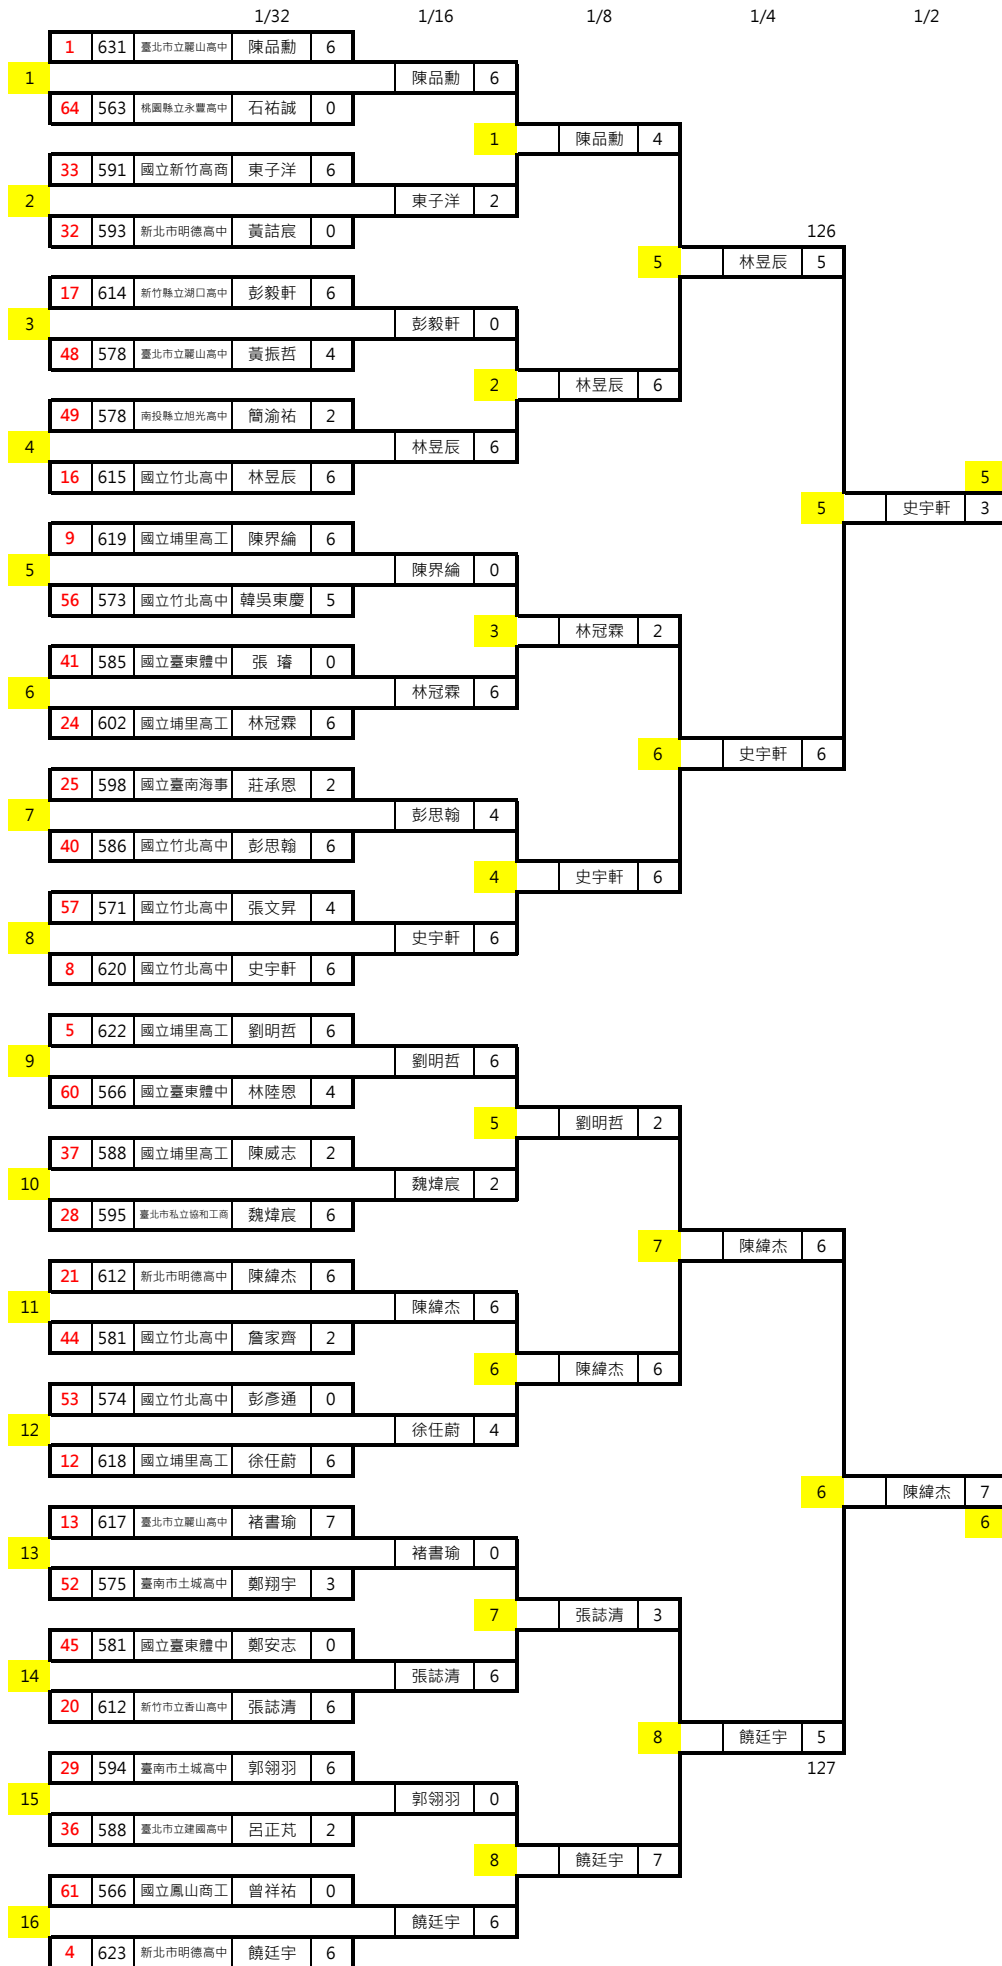 1/32 1/16 1/8 1/4 1/2
1 631 臺北市立麗山高中 陳品勳 6
1 陳品勳 6
64 563 桃園縣立永豐高中 石祐誠 0
1 陳品勳 4
33 591 國立新竹高商 東子洋 6
2 東子洋 2
32 593 新北市明德高中 黃詰宸 0
126
5 林昱辰 5
17 614 新竹縣立湖口高中 彭毅軒 6
3 彭毅軒 0
48 578 臺北市立麗山高中 黃振哲 4
2 林昱辰 6
49 578 南投縣立旭光高中 簡渝祐 2
4 林昱辰 6
16 615 國立竹北高中 林昱辰 6
5
5 史宇軒 3
9 619 國立埔里高工 陳界綸 6
5 陳界綸 0
56 573 國立竹北高中 韓吳東慶 5
3 林冠霖 2
41 585 國立臺東體中 張 璿 0
6 林冠霖 6
24 602 國立埔里高工 林冠霖 6
6 史宇軒 6
25 598 國立臺南海事 莊承恩 2
7 彭思翰 4
40 586 國立竹北高中 彭思翰 6
4 史宇軒 6
57 571 國立竹北高中 張文昇 4
8 史宇軒 6
8 620 國立竹北高中 史宇軒 6
5 622 國立埔里高工 劉明哲 6
9 劉明哲 6
60 566 國立臺東體中 林陸恩 4
5 劉明哲 2
37 588 國立埔里高工 陳威志 2
10 魏煒宸 2
28 595 臺北市私立協和工商 魏煒宸 6
7 陳緯杰 6
21 612 新北市明德高中 陳緯杰 6
11 陳緯杰 6
44 581 國立竹北高中 詹家齊 2
6 陳緯杰 6
53 574 國立竹北高中 彭彥通 0
12 徐任蔚 4
12 618 國立埔里高工 徐任蔚 6
6 陳緯杰 7
13 617 臺北市立麗山高中 褚書瑜 7
6
13 褚書瑜 0
52 575 臺南市土城高中 鄭翔宇 3
7 張誌清 3
45 581 國立臺東體中 鄭安志 0
14 張誌清 6
20 612 新竹市立香山高中 張誌清 6
8 饒廷宇 5
29 594 臺南市土城高中 郭翎羽 6
127
15 郭翎羽 0
36 588 臺北市立建國高中 呂正芃 2
8 饒廷宇 7
61 566 國立鳳山商工 曾祥祐 0
16 饒廷宇 6
4 623 新北市明德高中 饒廷宇 6